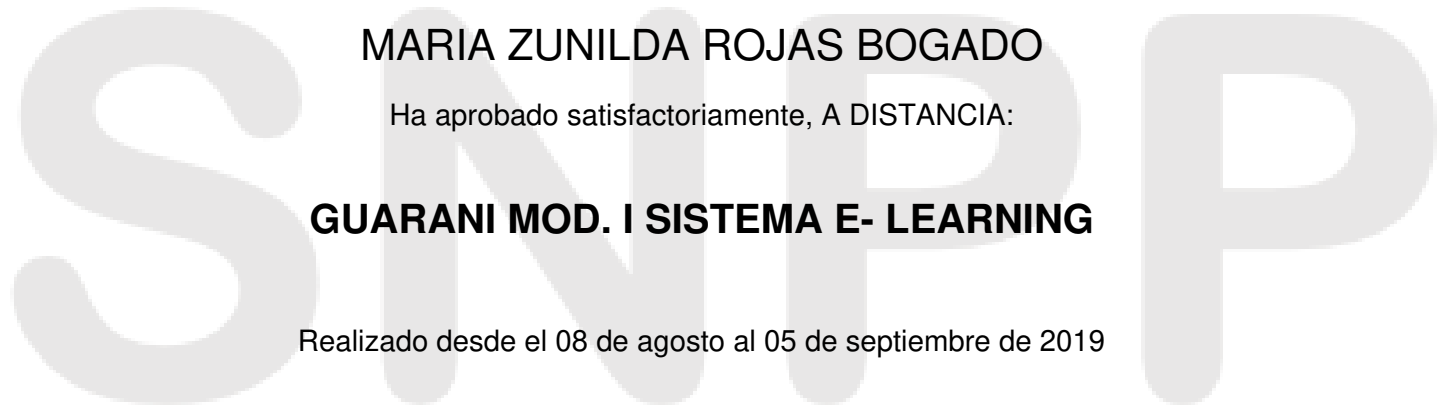 SNPP
MARIA ZUNILDA ROJAS BOGADO
Ha aprobado satisfactoriamente, A DISTANCIA:
GUARANI MOD. I SISTEMA E- LEARNING
Realizado desde el 08 de agosto al 05 de septiembre de 2019